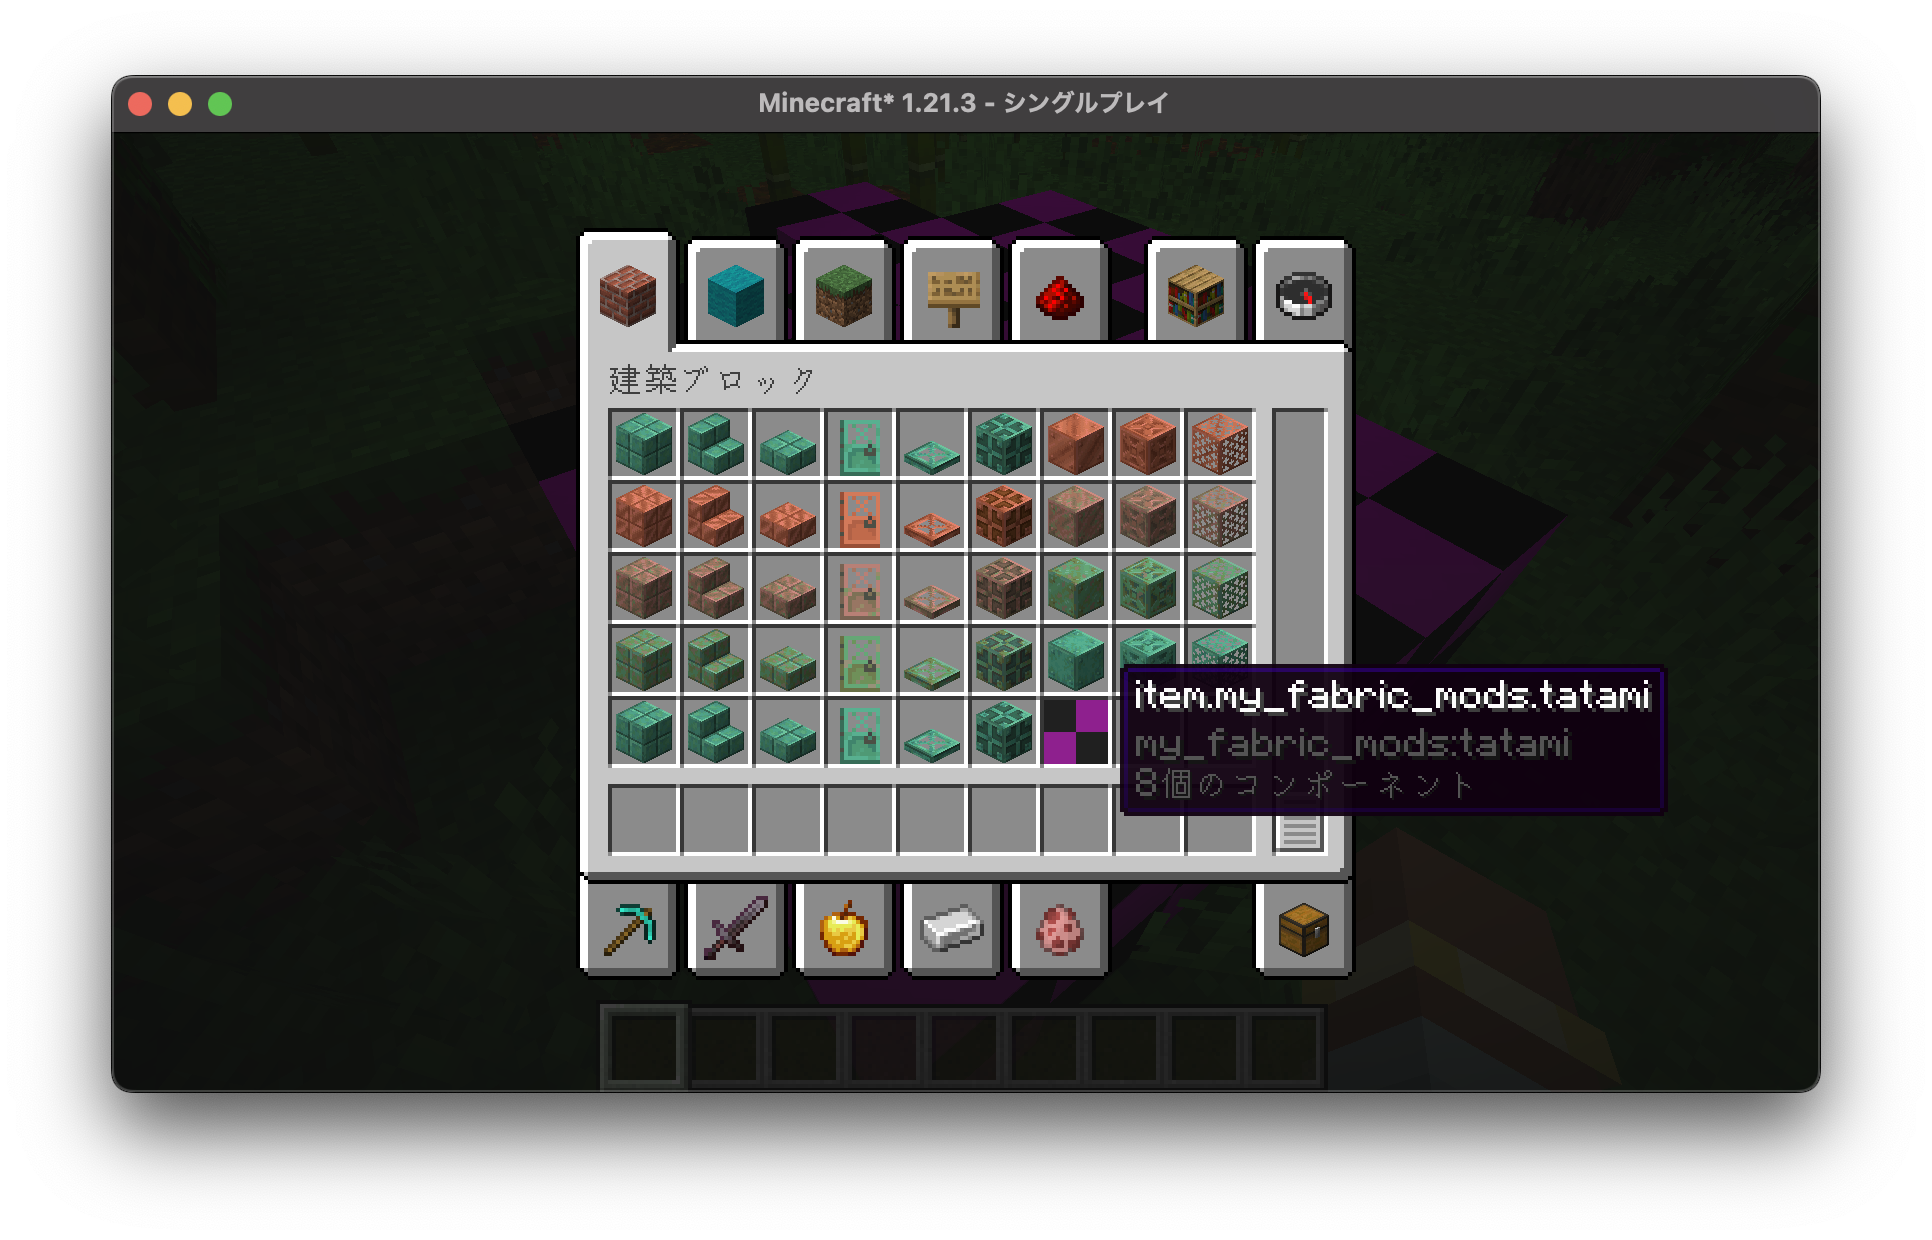 Minecraft* 1.21.3 - シングルプレイ
建築ブロック
item.my_fabric_mods.tatami
my_fabric_mods:tatami
8個のコンポーネント